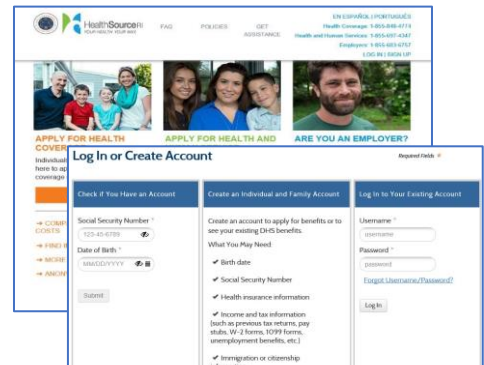 HealthSourceRI
YOUR HEALTH. YOUR WAY.
FAQ
POLICIES
GET
ASSISTANCE
EN ESPAÑOL | PORTUGUÊS
Health Coverage: 1-855-840-4773
Health and Human Services: 1-855-697-4347
Employers: 1-855-683-6757
LOG IN | SIGN UP
APPLY FOR HEALTH
COVER
APPLY FOR HEALTH AND
ARE YOU AN EMPLOYER?
Individual
here to ap
coverage
COSTS
FIND
MORE
Log In or Create Account
Required Fields *
Check if You Have an Account
Social Security Number *
123-45-6789
Date of Birth *
MM/DD/YYYY
Submit
Create an Individual and Family Account
Create an account to apply for benefits or to
see your existing DHS benefits.
What You May Need
✔ Birth date
✔ Social Security Number
✔ Health insurance information
✔ Income and tax information
(such as previous tax returns, pay
stubs, W-2 forms, 1099 forms,
unemployment benefits, etc.)
✔ Immigration or citizenship
Log In to Your Existing Account
Username *
username
Password *
password
Forgot Username/Password?
Log In